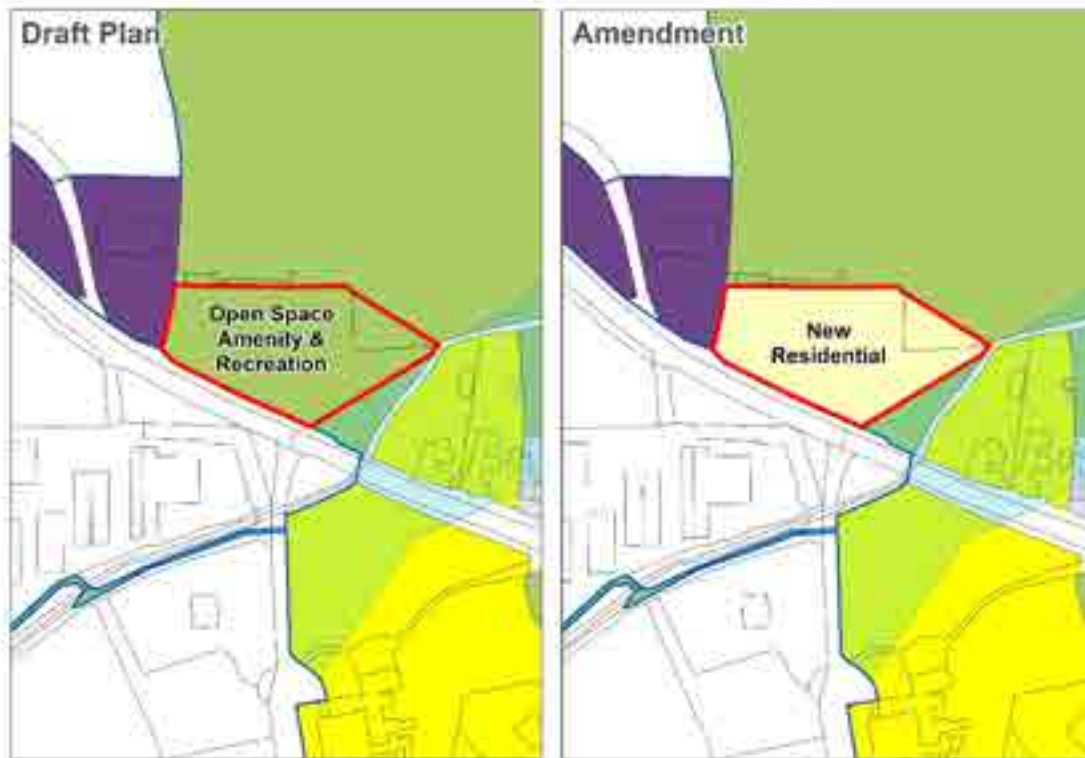 Draft Plan
Open Space
Amenity &
Recreation
Amendment
New
Residential